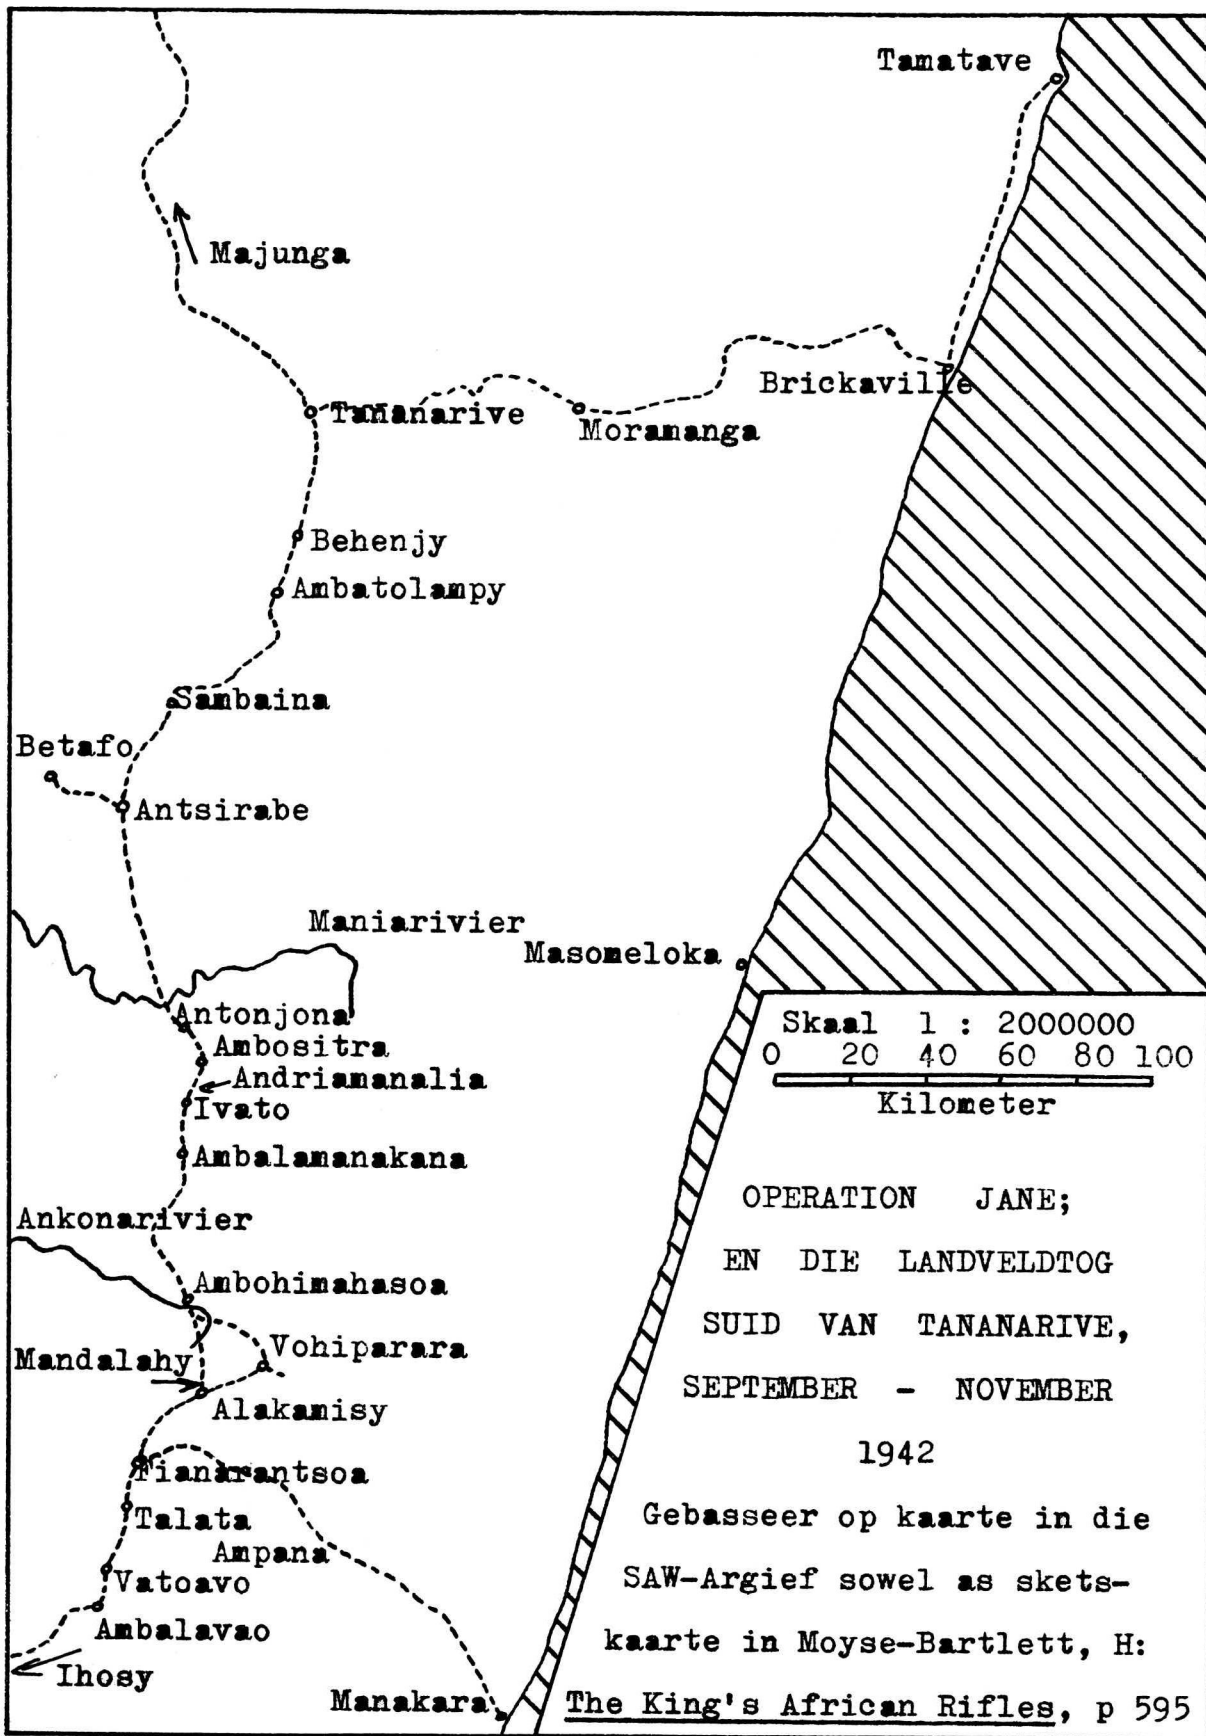 Tamatave
Majunga
Brickaville
Tananarive
Moramanga
Behenjy
Ambatolampy
Sambaina
Betafo
Antsirabe
Maniarivier
Masomeloka
Antonjona
Ambositra
Andriamanalia
Ivato
Ambalamanakana
Ankonarivier
Ambohimahasoa
Vohiparara
Mandalahy
Alakamisy
Fianarantsoa
Talata
Ampana
Vatoavo
Ambalavao
Ihosy
Manakara
Skaal 1 : 2000000
0 20 40 60 80 100
Kilometer
OPERATION JANE;
EN DIE LANDVELDTOG
SUID VAN TANANARIVE,
SEPTEMBER - NOVEMBER
1942
Gebasseer op kaarte in die
SAW-Argief sowel as skets-
kaarte in Moyse-Bartlett, H:
The King's African Rifles, p 595